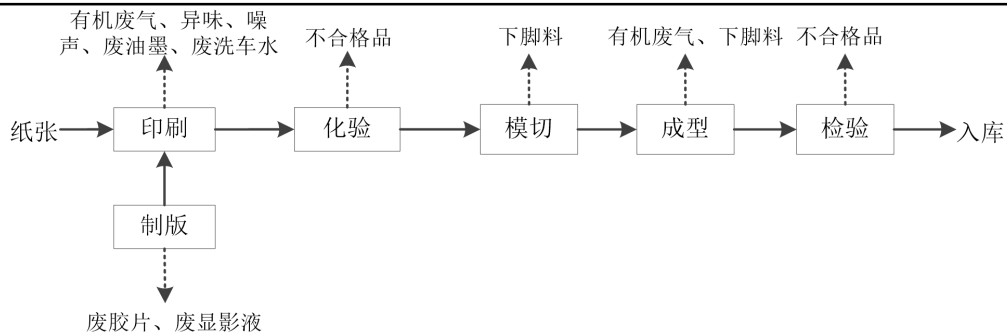 有机废气、异味、噪
声、废油墨、废洗车水
不合格品
下脚料
有机废气、下脚料
不合格品
纸张
印刷
化验
模切
成型
检验
入库
制版
废胶片、废显影液